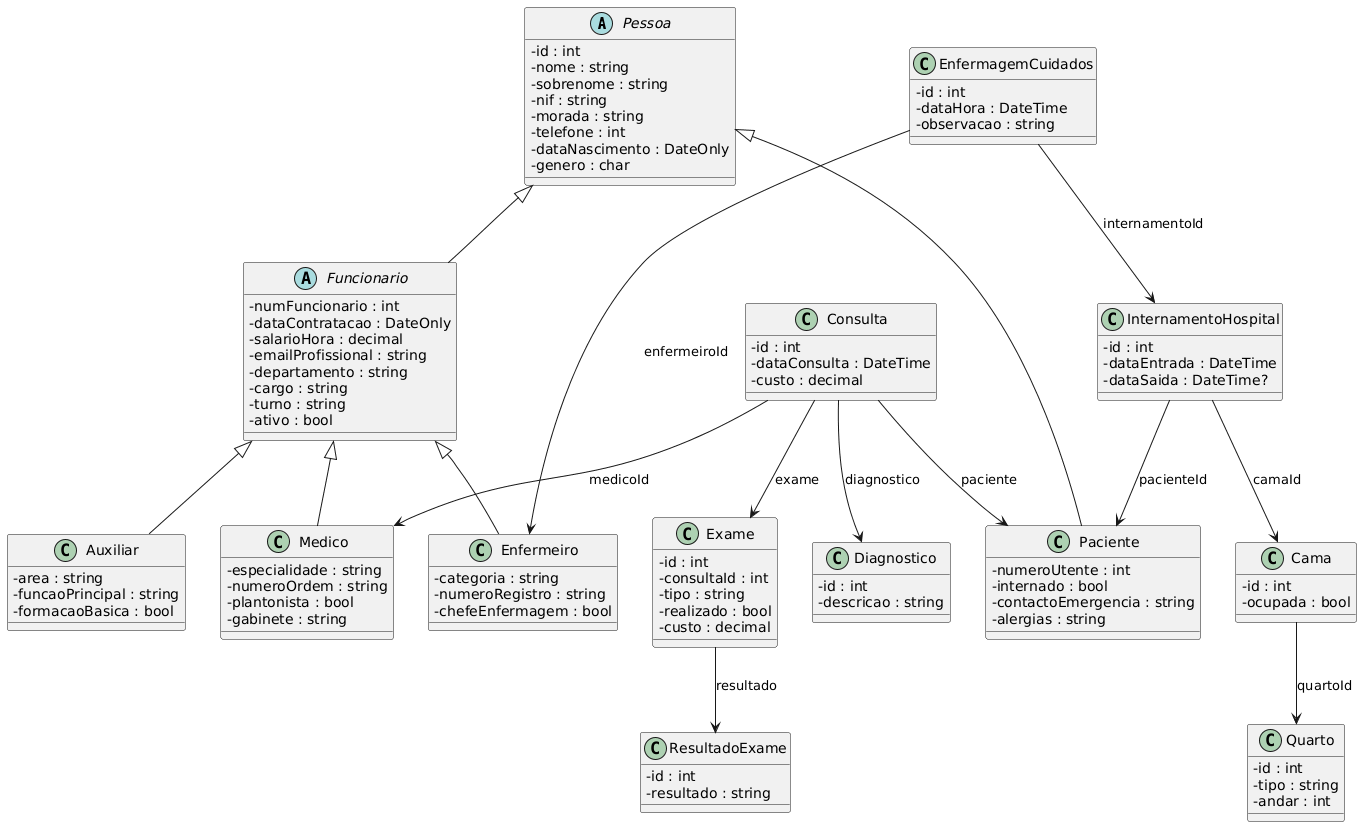 A Pessoa
-id : int
-nome : string
-sobrenome : string
-nif : string
-morada : string
-telefone : int
-dataNascimento : DateOnly
-genero : char
C EnfermagemCuidados
-id : int
-dataHora : DateTime
-observacao : string
internamentoId
A Funcionario
-numFuncionario : int
-dataContratacao : DateOnly
-salarioHora : decimal
-emailProfissional : string
-departamento : string
-cargo : string
-turno : string
-ativo : bool
enfermeiroId
C Consulta
-id : int
-dataConsulta : DateTime
-custo : decimal
C InternamentoHospital
-id : int
-dataEntrada : DateTime
-dataSaida : DateTime?
medicoId
exame
diagnostico
paciente
pacienteId
camaId
C Auxiliar
-area : string
-funcaoPrincipal : string
-formacaoBasica : bool
C Medico
-especialidade : string
-numeroOrdem : string
-plantonista : bool
-gabinete : string
C Enfermeiro
-categoria : string
-numeroRegistro : string
-chefeEnfermagem : bool
C Exame
-id : int
-consultaId : int
-tipo : string
-realizado : bool
-custo : decimal
C Diagnostico
-id : int
-descricao : string
C Paciente
-numeroUtente : int
-internado : bool
-contactoEmergencia : string
-alergias : string
C Cama
-id : int
-ocupada : bool
resultado
quartoId
C ResultadoExame
-id : int
-resultado : string
C Quarto
-id : int
-tipo : string
-andar : int